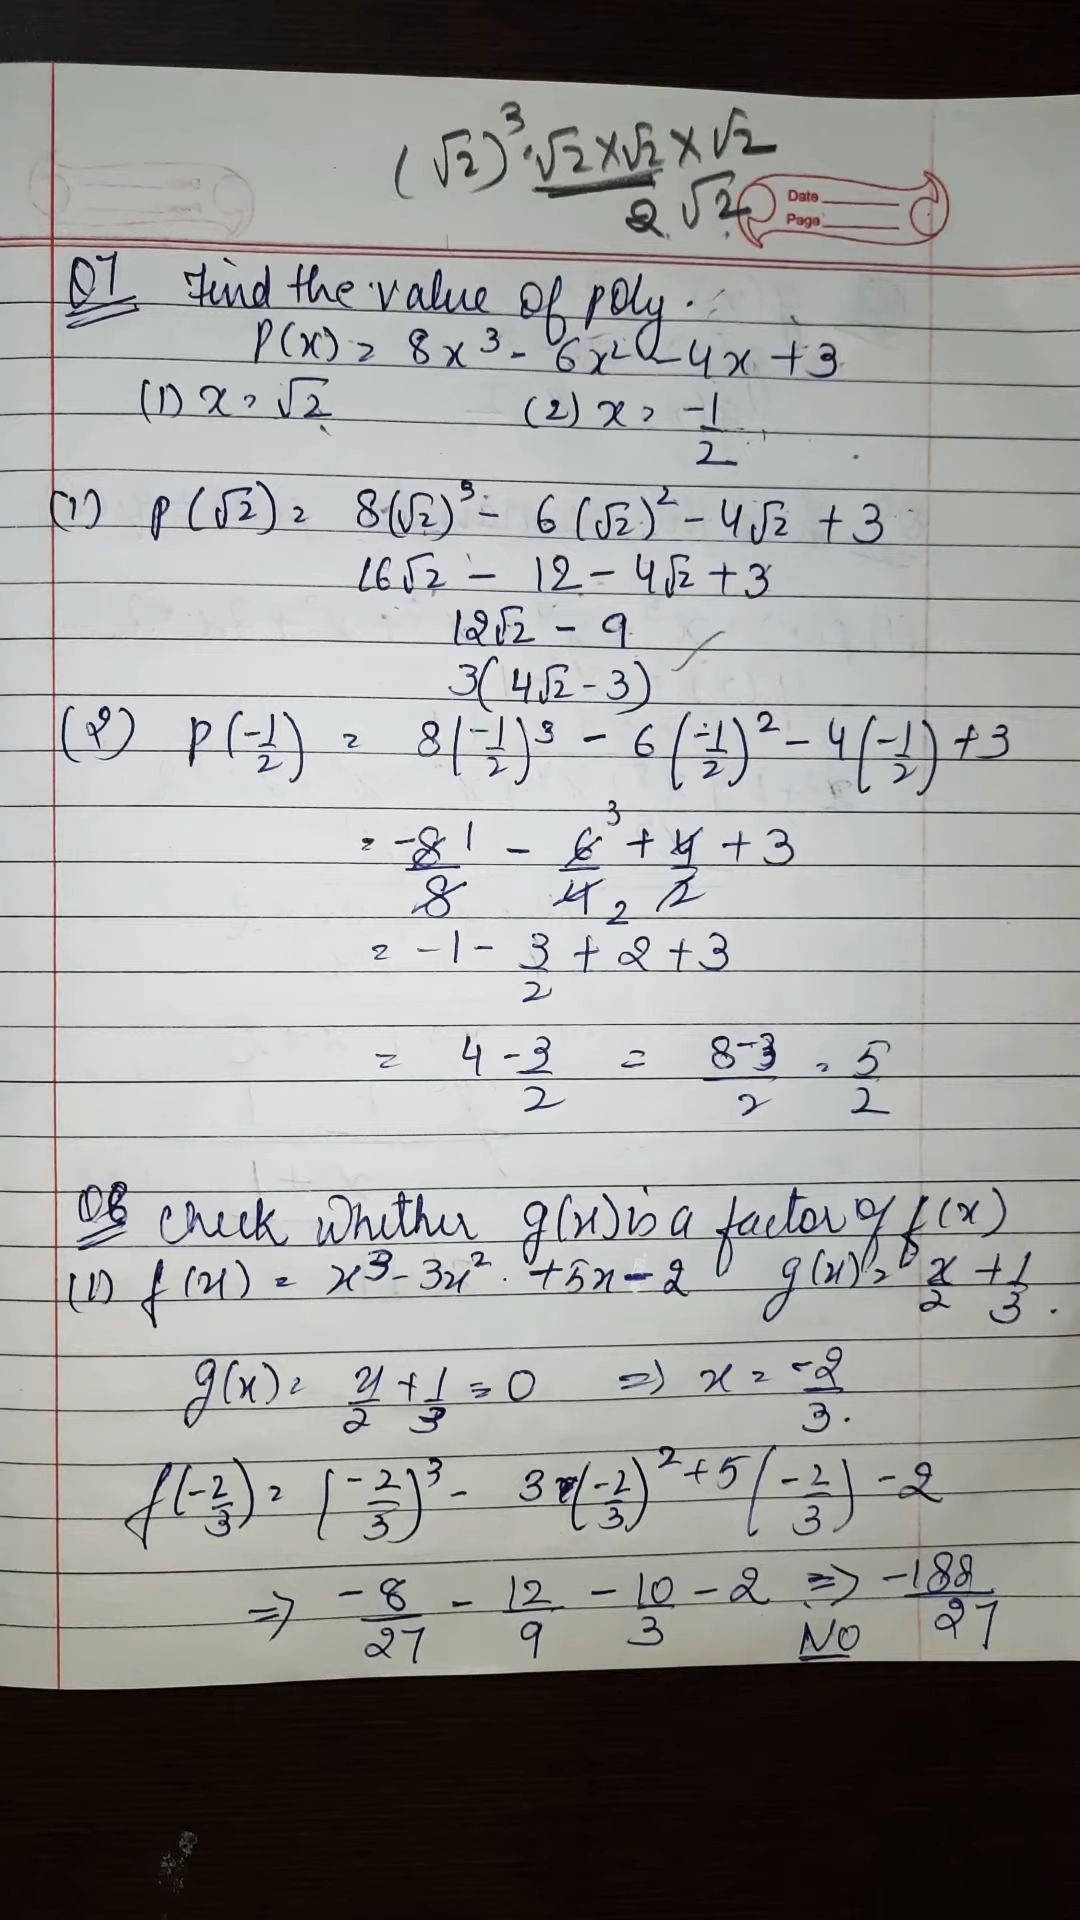 (√2)³ . √2 × √2 × √2
2 √2
Date
Page
Q7 Find the value of poly.
P(x) = 8x³ - 6x² - 4x + 3
(1) x = √2 (2) x = -1/2
(1) P(√2) = 8(√2)³ - 6(√2)² - 4√2 + 3
16√2 - 12 - 4√2 + 3
12√2 - 9
3(4√2 - 3)
(2) P(-1/2) = 8(-1/2)³ - 6(-1/2)² - 4(-1/2) + 3
= -8/8 1 - 6/4 3/2 + 4/2 + 3
= -1 - 3/2 + 2 + 3
= 4 - 3/2 = 8-3/2 = 5/2
Q8 Check Whether g(x) is a factor of f(x)
(1) f(x) = x³ - 3x² + 5x - 2 g(x) = x/2 + 1/3.
g(x) = x/2 + 1/3 = 0 => x = -2/3.
f(-2/3) = (-2/3)³ - 3(-2/3)² + 5(-2/3) - 2
=> -8/27 - 12/9 - 10/3 - 2 => -188/27
NO